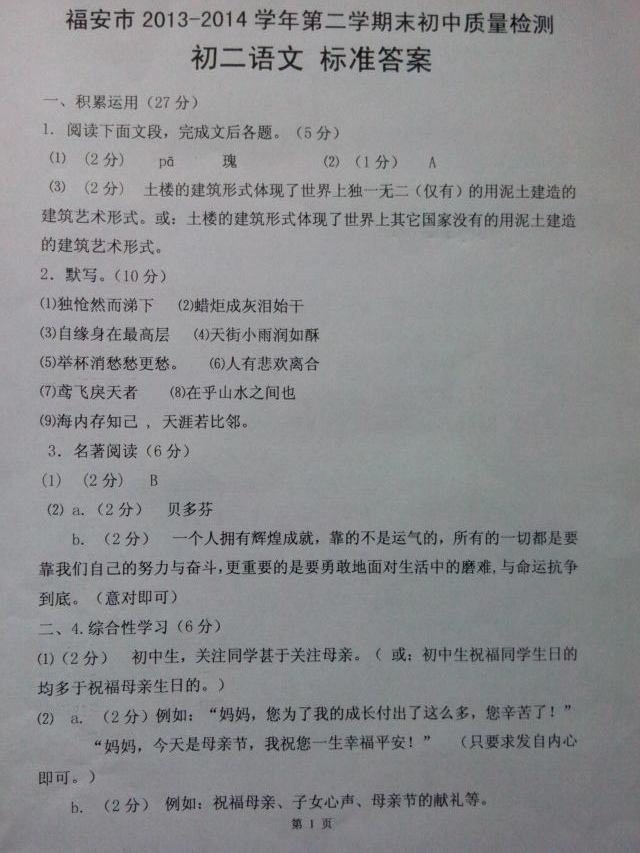 福安市 2013-2014 学年第二学期末初中质量检测
初二语文 标准答案
一、积累运用（27 分）
1. 阅读下面文段，完成文后各题。（5 分）
⑴（2 分） pā 瑰 ⑵（1 分） A
⑶（2 分） 土楼的建筑形式体现了世界上独一无二（仅有）的用泥土建造的
建筑艺术形式。或：土楼的建筑形式体现了世界上其它国家没有的用泥土建造
的建筑艺术形式。
2．默写。（10 分）
⑴独怆然而涕下 ⑵蜡炬成灰泪始干
⑶自缘身在最高层 ⑷天街小雨润如酥
⑸举杯消愁愁更愁。 ⑹人有悲欢离合
⑺鸢飞戾天者 ⑻在乎山水之间也
⑼海内存知己 ，天涯若比邻。
3．名著阅读（6 分）
⑴ （2 分） B
⑵ a．（2 分） 贝多芬
b．（2 分） 一个人拥有辉煌成就，靠的不是运气的，所有的一切都是要
靠我们自己的努力与奋斗,更重要的是要勇敢地面对生活中的磨难,与命运抗争
到底。（意对即可）
二、4.综合性学习（6 分）
⑴（2 分） 初中生，关注同学甚于关注母亲。（ 或：初中生祝福同学生日的
均多于祝福母亲生日的。）
⑵ a．（2 分）例如：“妈妈，您为了我的成长付出了这么多，您辛苦了！”
“妈妈，今天是母亲节，我祝您一生幸福平安！” （只要求发自内心
即可。）
b．（2 分） 例如：祝福母亲、子女心声、母亲节的献礼等。
第 1 页